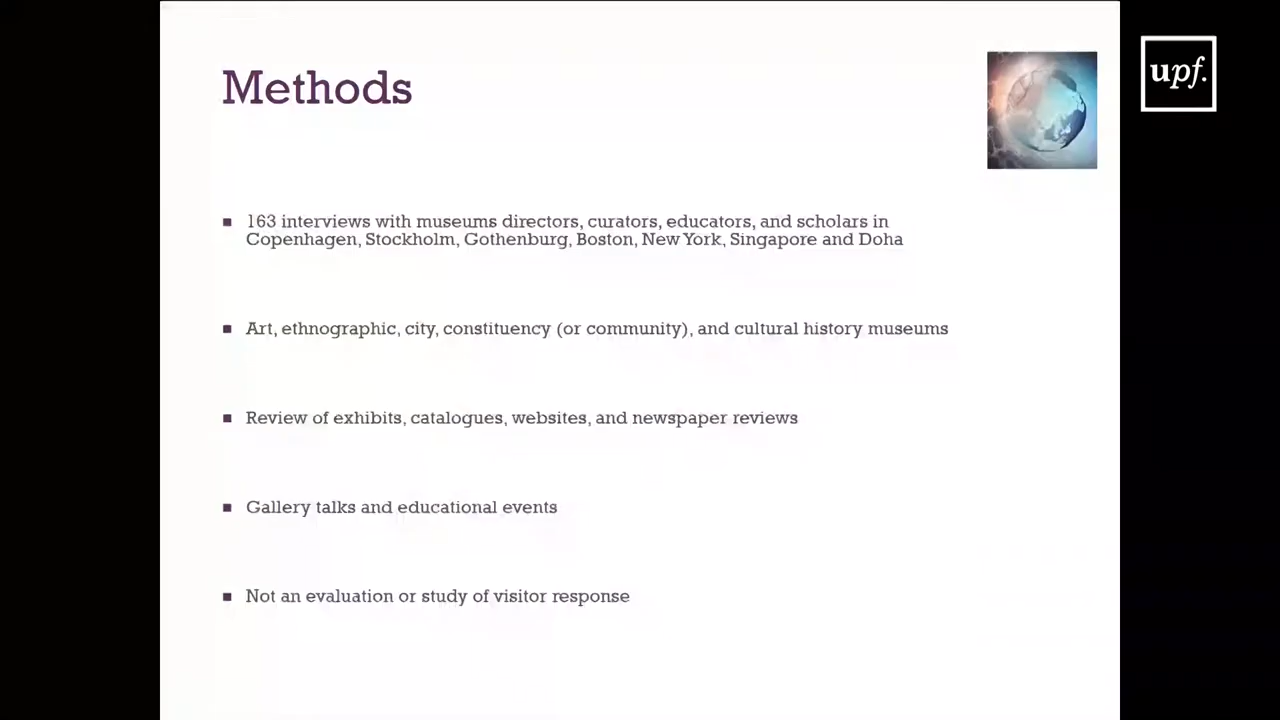 Methods
upf.
■ 163 interviews with museums directors, curators, educators, and scholars in
Copenhagen, Stockholm, Gothenburg, Boston, New York, Singapore and Doha
■ Art, ethnographic, city, constituency (or community), and cultural history museums
■ Review of exhibits, catalogues, websites, and newspaper reviews
■ Gallery talks and educational events
■ Not an evaluation or study of visitor response